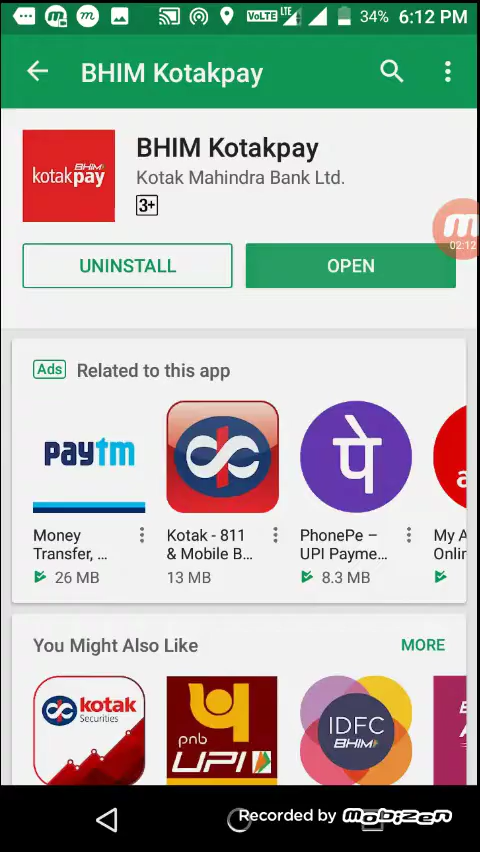 VoLTE LTE 34% 6:12 PM
BHIM Kotakpay
BHIM
kotakpay
BHIM Kotakpay
Kotak Mahindra Bank Ltd.
3+
02:12
UNINSTALL
OPEN
Ads Related to this app
paytm
पे
a
Money
Transfer, ...
26 MB
Kotak - 811
& Mobile B...
13 MB
PhonePe –
UPI Payme...
8.3 MB
My A
Onlin
You Might Also Like
MORE
kotak
Securities
pnb
UPI
IDFC
BHIM
Recorded by MOBIZEN